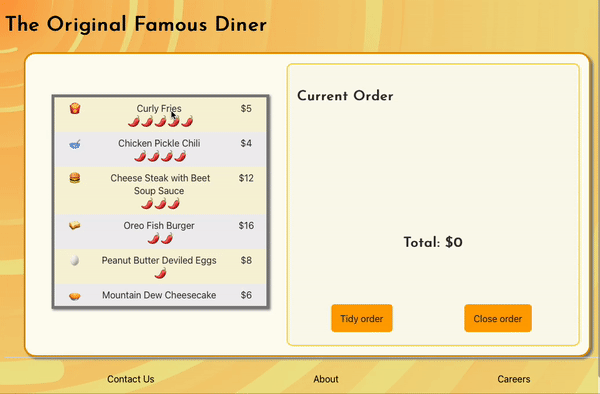 The Original Famous Diner
Curly Fries $5
Chicken Pickle Chili $4
Cheese Steak with Beet $12
Soup Sauce
Oreo Fish Burger $16
Peanut Butter Deviled Eggs $8
Mountain Dew Cheesecake $6
Current Order
Total: $0
Tidy order
Close order
Contact Us
About
Careers